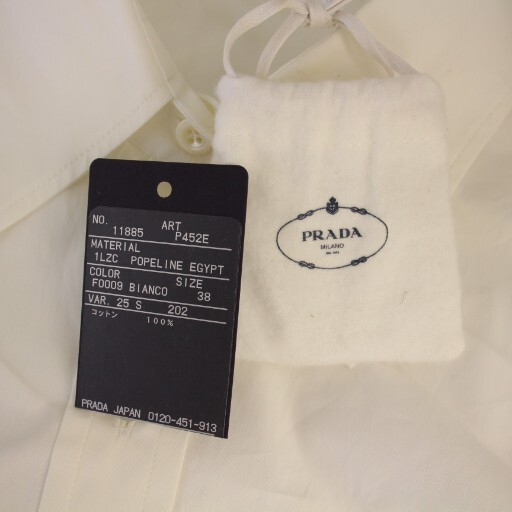 NO. ART
11885 P452E
MATERIAL
1LZC POPELINE EGYPT
COLOR SIZE
F0009 BIANCO 38
VAR. 25 S 202
コットン 100%
PRADA JAPAN 0120-451-913
PRADA
MILANO